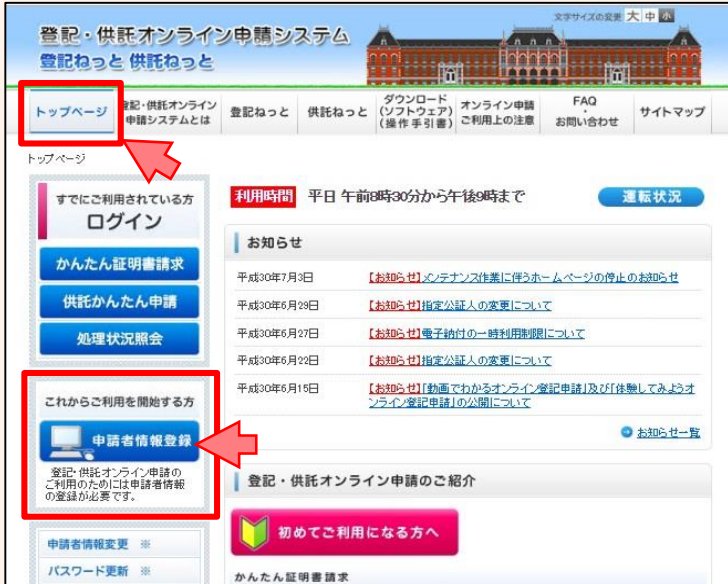 文字サイズの変更 大 中 小
登記・供託オンライン申請システム
登記ねっと 供託ねっと
トップページ
登記・供託オンライン
申請システムとは
登記ねっと
供託ねっと
ダウンロード
(ソフトウェア)
(操作手引書)
オンライン申請
ご利用上の注意
FAQ
・
お問い合わせ
サイトマップ
トップページ
すでにご利用されている方
ログイン
かんたん証明書請求
供託かんたん申請
処理状況照会
これからご利用を開始する方
申請者情報登録
登記・供託オンライン申請の
ご利用のためには申請者情報
の登録が必要です。
申請者情報変更 ※
パスワード更新 ※
利用時間 平日 午前8時30分から午後9時まで
運転状況
お知らせ
平成30年7月3日 【お知らせ】メンテナンス作業に伴うホームページの停止のお知らせ
平成30年6月29日 【お知らせ】指定公証人の変更について
平成30年6月27日 【お知らせ】電子納付の一時利用制限について
平成30年6月22日 【お知らせ】指定公証人の変更について
平成30年6月15日 【お知らせ】「動画でわかるオンライン登記申請」及び「体験してみようオ
ンライン登記申請」の公開について
お知らせ一覧
登記・供託オンライン申請のご紹介
初めてご利用になる方へ
かんたん証明書請求